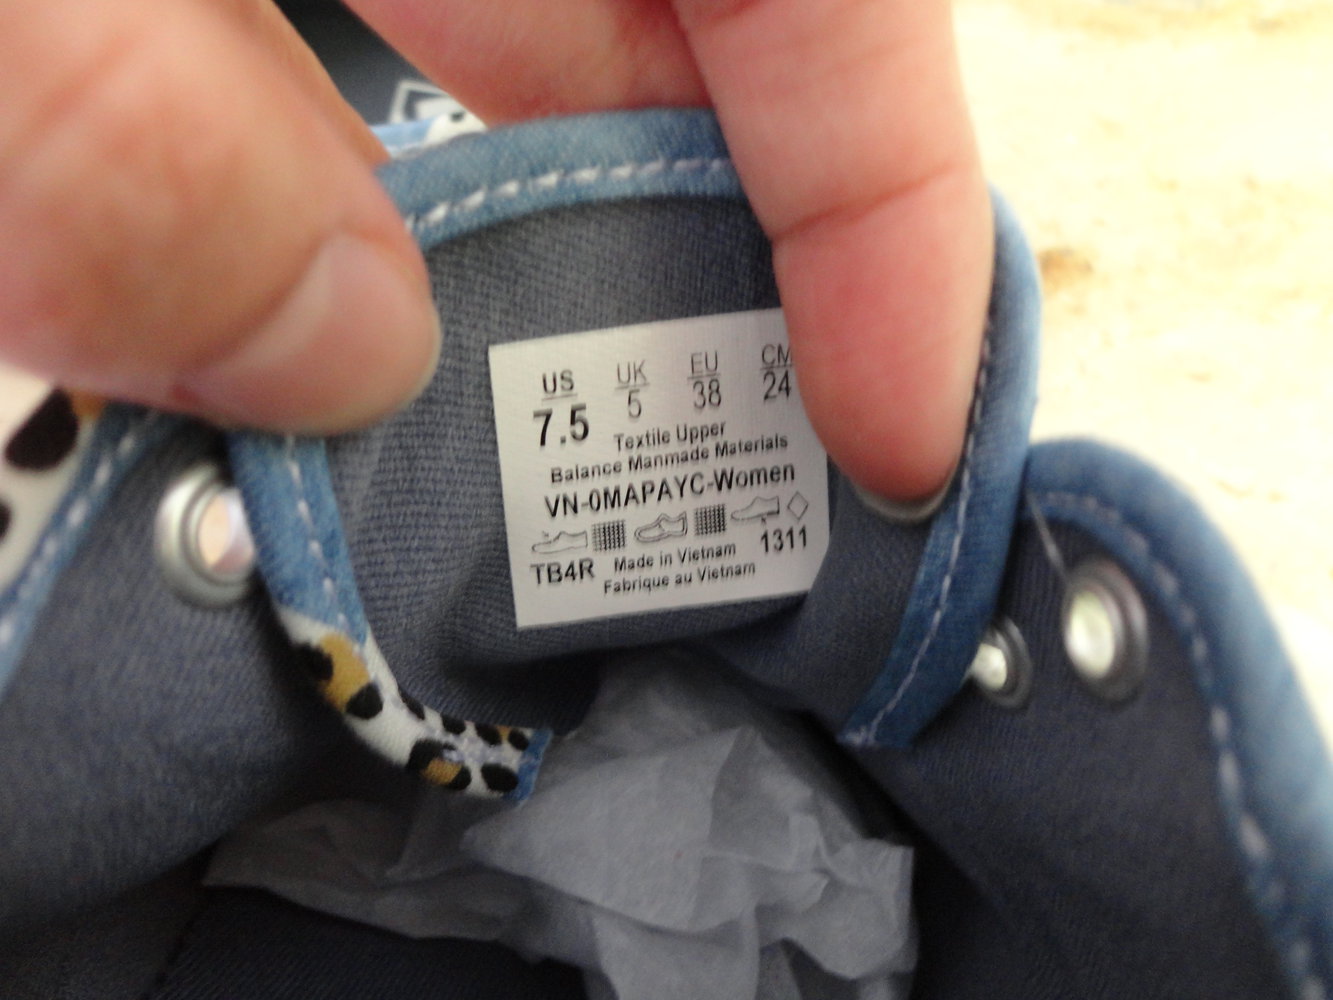 US UK EU CM
7.5 5 38 24
Textile Upper
Balance Manmade Materials
VN-0MAPAYC-Women
TB4R Made in Vietnam 1311
Fabrique au Vietnam